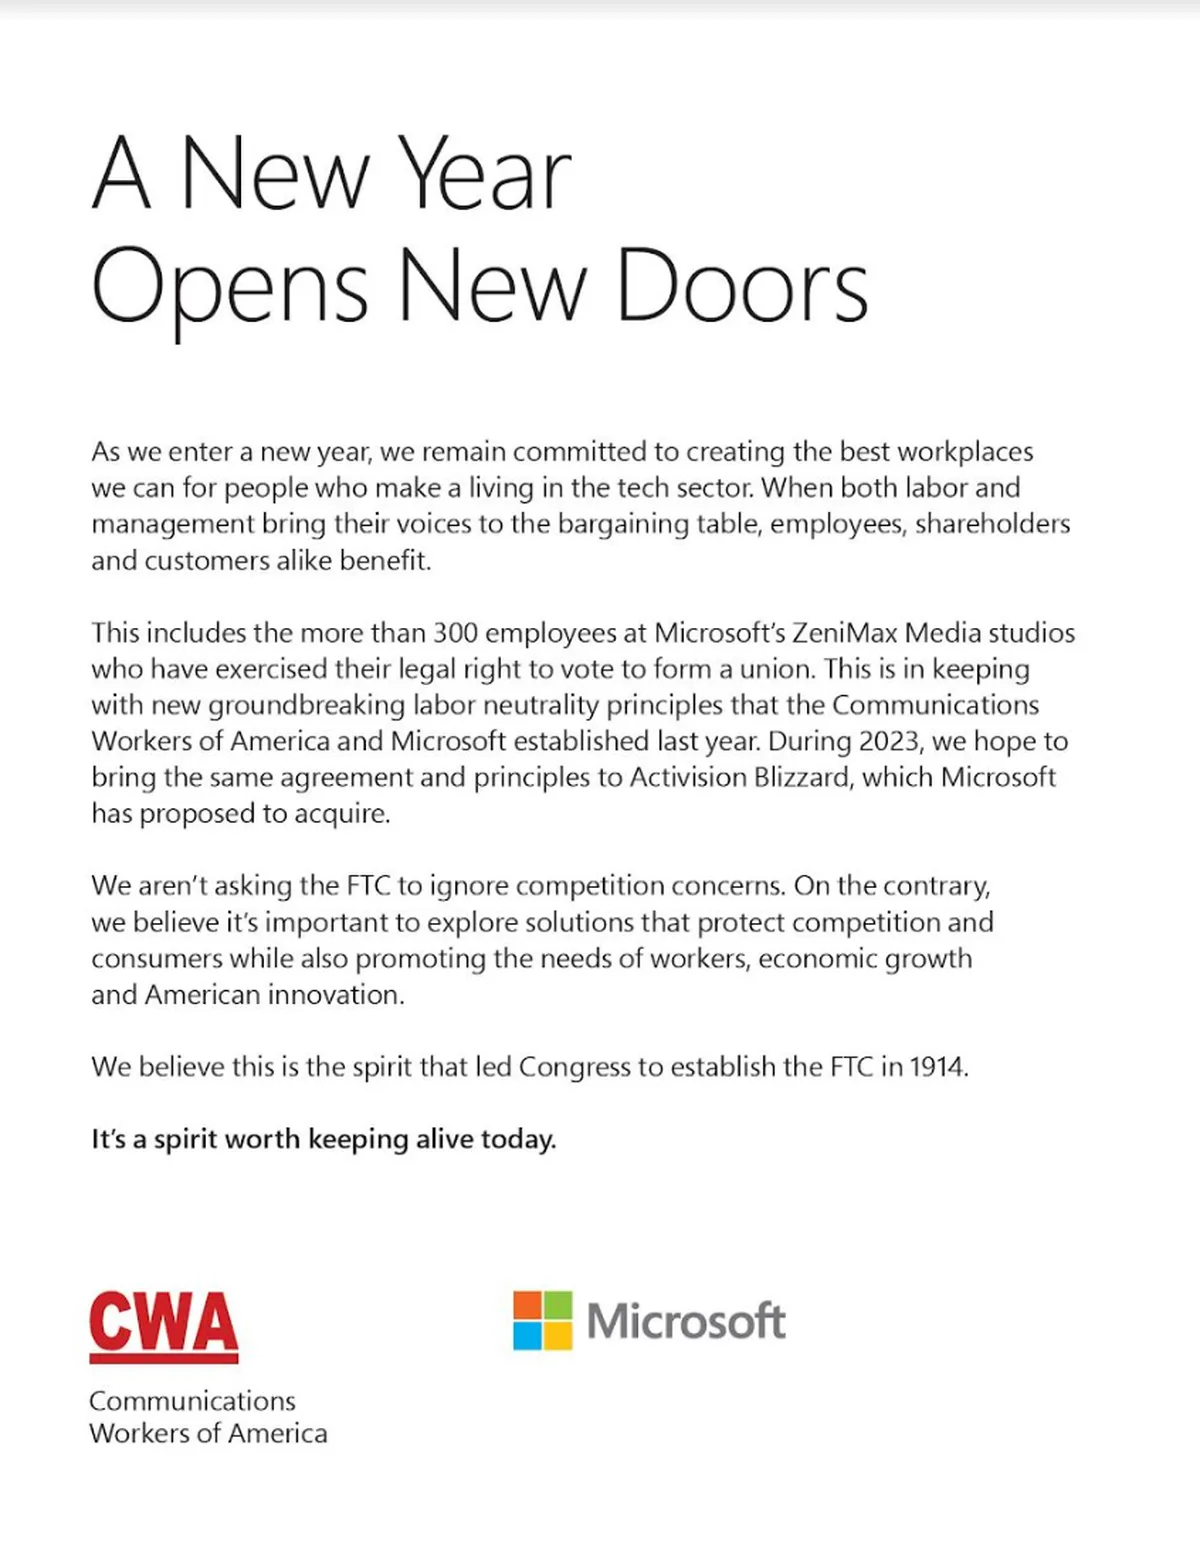 A New Year
Opens New Doors
As we enter a new year, we remain committed to creating the best workplaces
we can for people who make a living in the tech sector. When both labor and
management bring their voices to the bargaining table, employees, shareholders
and customers alike benefit.
This includes the more than 300 employees at Microsoft’s ZeniMax Media studios
who have exercised their legal right to vote to form a union. This is in keeping
with new groundbreaking labor neutrality principles that the Communications
Workers of America and Microsoft established last year. During 2023, we hope to
bring the same agreement and principles to Activision Blizzard, which Microsoft
has proposed to acquire.
We aren’t asking the FTC to ignore competition concerns. On the contrary,
we believe it’s important to explore solutions that protect competition and
consumers while also promoting the needs of workers, economic growth
and American innovation.
We believe this is the spirit that led Congress to establish the FTC in 1914.
It’s a spirit worth keeping alive today.
CWA
Microsoft
Communications
Workers of America